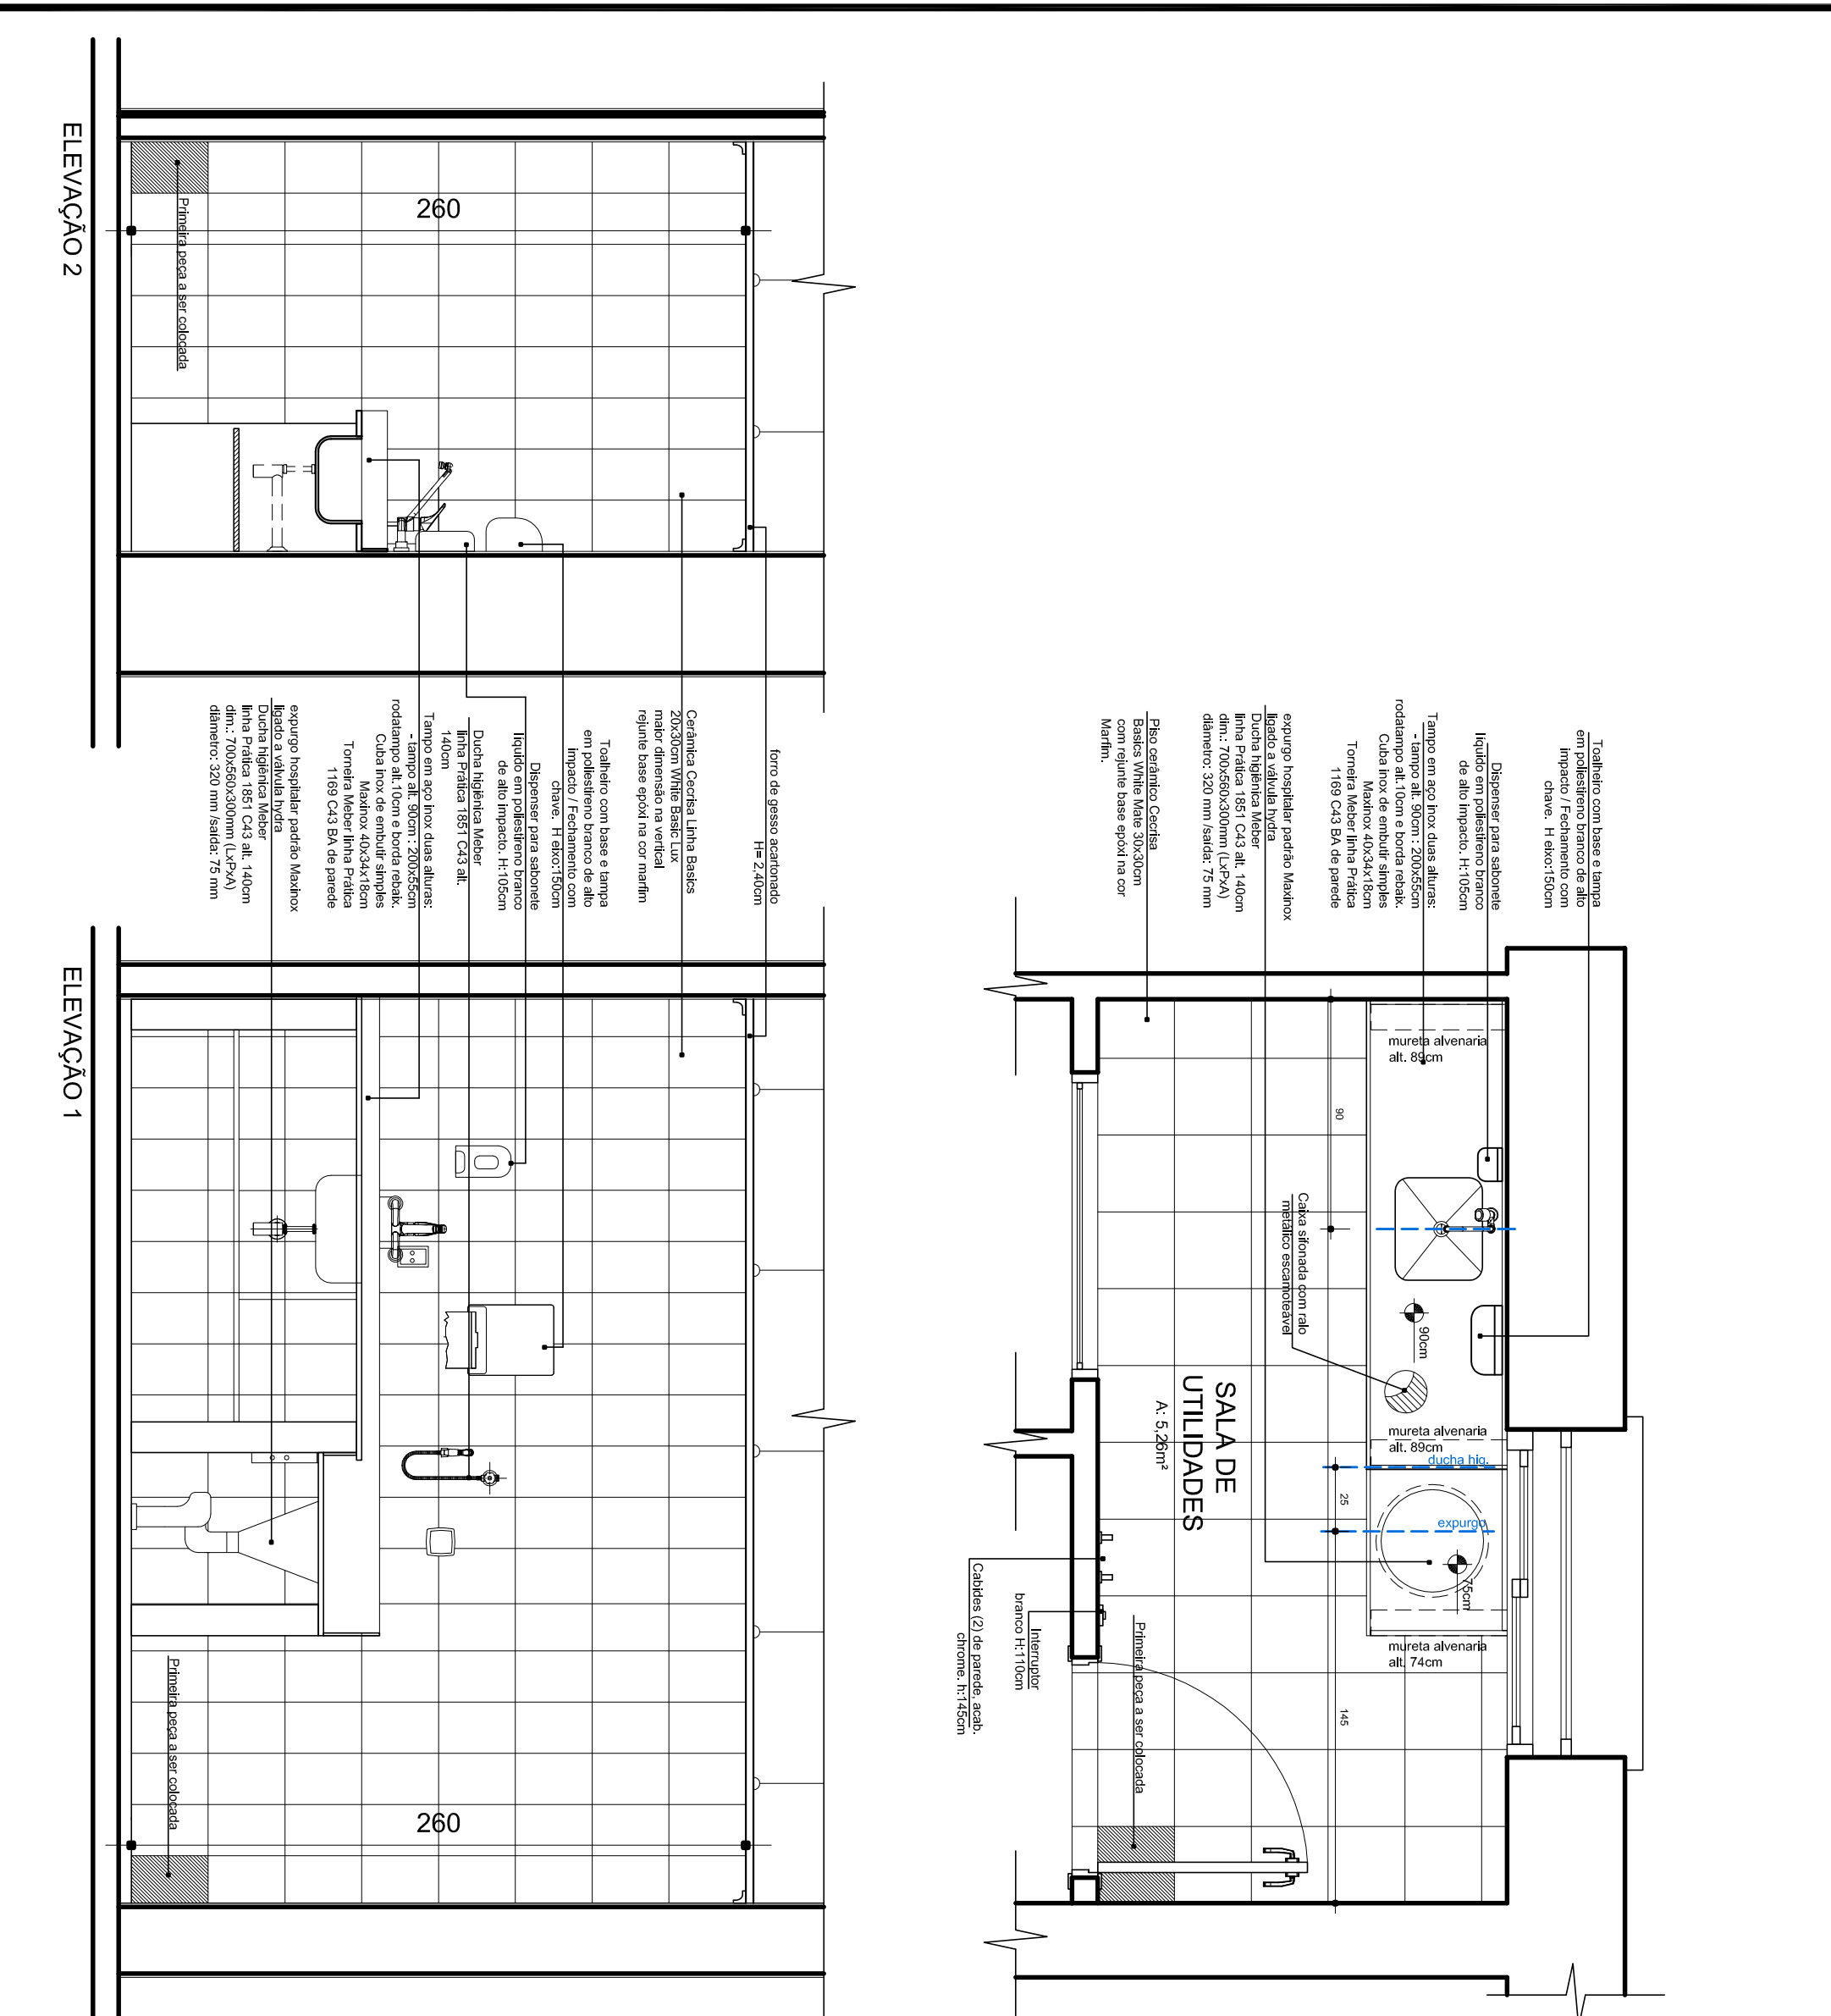 Toalheiro com base e tampa
em poliestireno branco de alto
impacto / Fechamento com
chave. H eixo:150cm
Dispenser para sabonete
líquido em poliestireno branco
de alto impacto. H:105cm
Tampo em aço inox duas alturas:
- tampo alt. 90cm : 200x55cm
rodatampo alt.10cm e borda rebaix.
Cuba inox de embutir simples
Maxinox 40x34x18cm
Torneira Meber linha Prática
1169 C43 BA de parede
expurgo hospitalar padrão Maxinox
ligado a válvula hydra
Ducha higiênica Meber
linha Prática 1851 C43 alt. 140cm
dim.: 700x560x300mm (LxPxA)
diâmetro: 320 mm /saída: 75 mm
Piso cerâmico Cecrisa
Basics White Mate 30x30cm
com rejunte base epóxi na cor
Marfim.
mureta alvenaria
alt. 89cm
90
Caixa sifonada com ralo
metálico escamoteável
90cm
SALA DE
UTILIDADES
A: 5,26m²
mureta alvenaria
alt. 89cm
ducha hig.
25
expurgo
75cm
mureta alvenaria
alt. 74cm
145
Interruptor
branco H:110cm
Cabides (2) de parede, acab.
chrome. h:145cm
Primeira peça a ser colocada
260
Primeira peça a ser colocada
ELEVAÇÃO 2
forro de gesso acartonado
H= 2,40cm
Cerâmica Cecrisa Linha Basics
20x30cm White Basic Lux
maior dimensão na vertical
rejunte base epóxi na cor marfim
Toalheiro com base e tampa
em poliestireno branco de alto
impacto / Fechamento com
chave. H eixo:150cm
Dispenser para sabonete
líquido em poliestireno branco
de alto impacto. H:105cm
Ducha higiênica Meber
linha Prática 1851 C43 alt.
140cm
Tampo em aço inox duas alturas:
- tampo alt. 90cm : 200x55cm
rodatampo alt.10cm e borda rebaix.
Cuba inox de embutir simples
Maxinox 40x34x18cm
Torneira Meber linha Prática
1169 C43 BA de parede
expurgo hospitalar padrão Maxinox
ligado a válvula hydra
Ducha higiênica Meber
linha Prática 1851 C43 alt. 140cm
dim.: 700x560x300mm (LxPxA)
diâmetro: 320 mm /saída: 75 mm
260
Primeira peça a ser colocada
ELEVAÇÃO 1